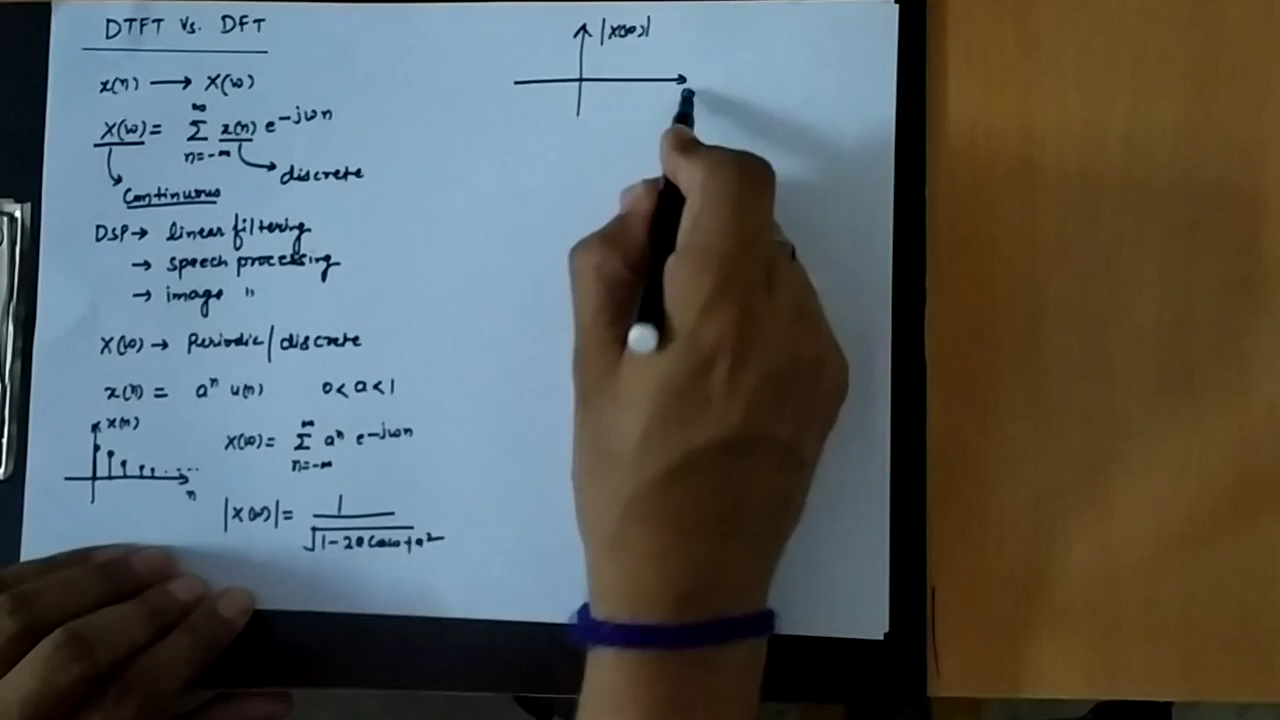 DTFT Vs. DFT
x(n) → X(ω)
X(ω) = ∞ Σ n=-∞ x(n) e^-jωn
discrete
Continuous
DSP → linear filtering
→ speech processing
→ image "
X(ω) → Periodic/discrete
x(n) = a^n u(n) 0 < a < 1
x(n)
n
X(ω) = ∞ Σ n=-∞ a^n e^-jωn
|X(ω)| = 1 / √1-2a cosω+a²
|X(ω)|